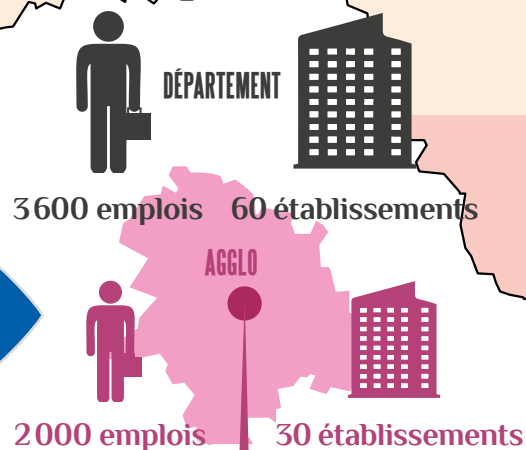 DÉPARTEMENT
3600 emplois 60 établissements
AGGLO
2000 emplois 30 établissements